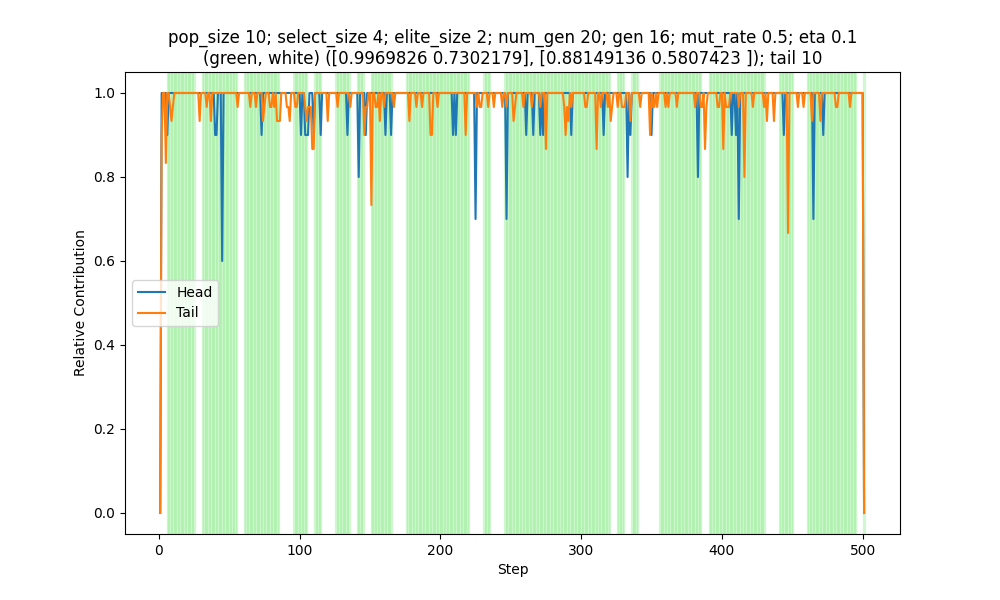 pop_size 10; select_size 4; elite_size 2; num_gen 20; gen 16; mut_rate 0.5; eta 0.1
(green, white) ([0.9969826 0.7302179], [0.88149136 0.5807423 ]); tail 10
1.0
0.8
0.6
0.4
0.2
0.0
Relative Contribution
Head
Tail
0
100
200
300
400
500
Step